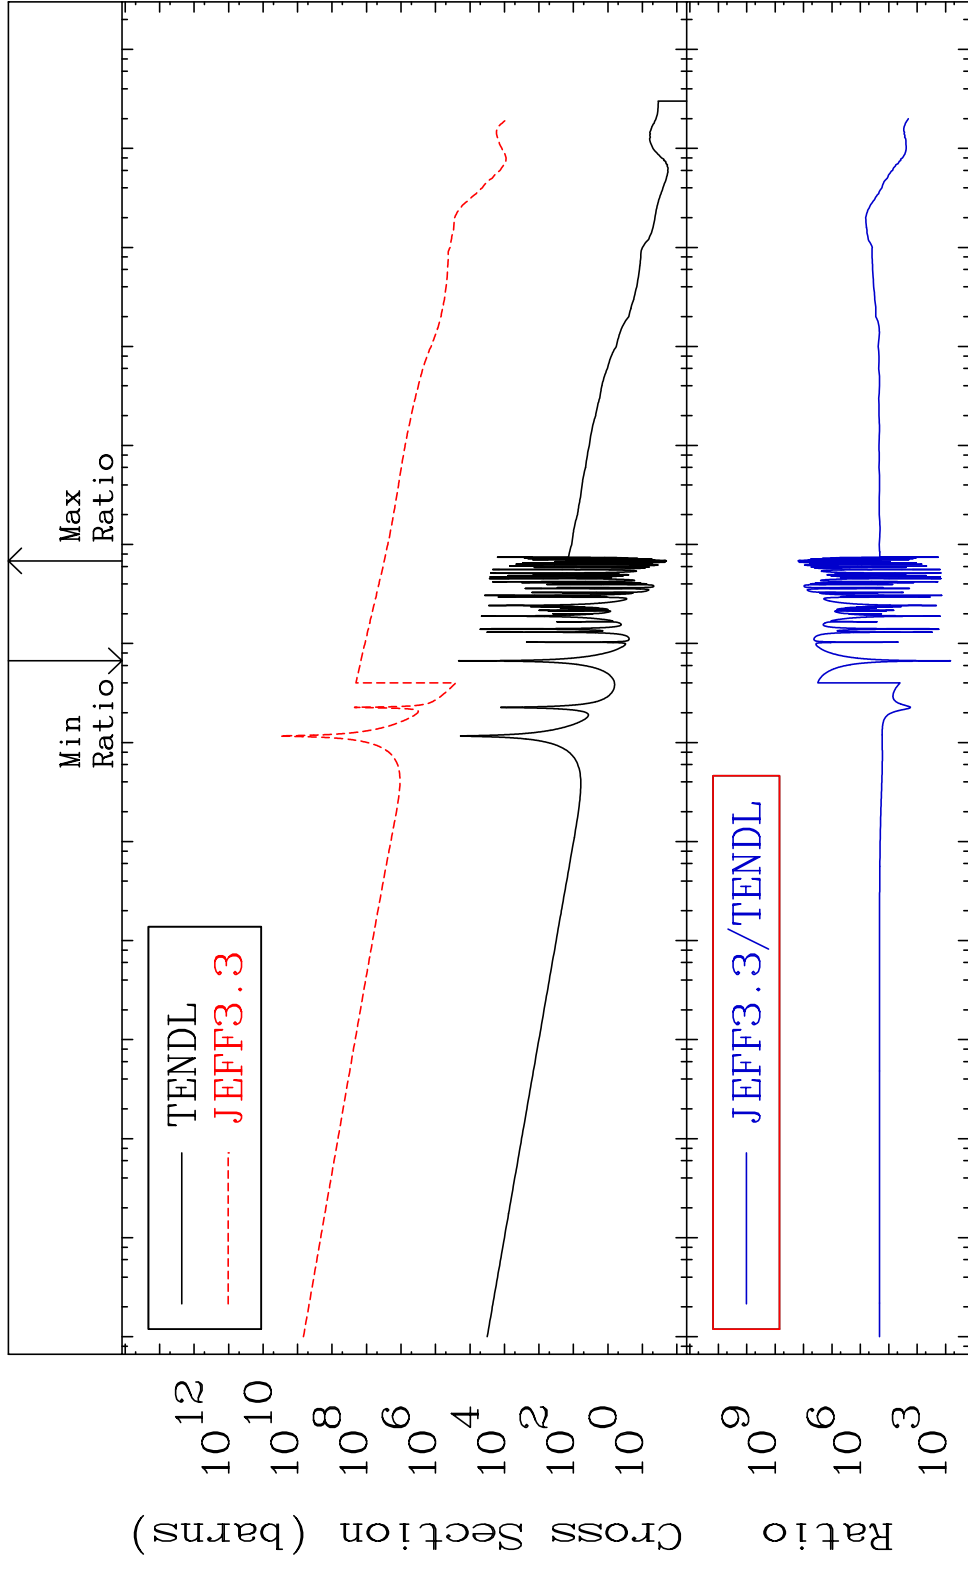 Min
Ratio
Max
Ratio
Cross Section (barns)
10 12
10 10
10 8
10 6
10 4
10 2
10 0
TENDL
JEFF3.3
Ratio
10 9
10 6
10 3
JEFF3.3/TENDL